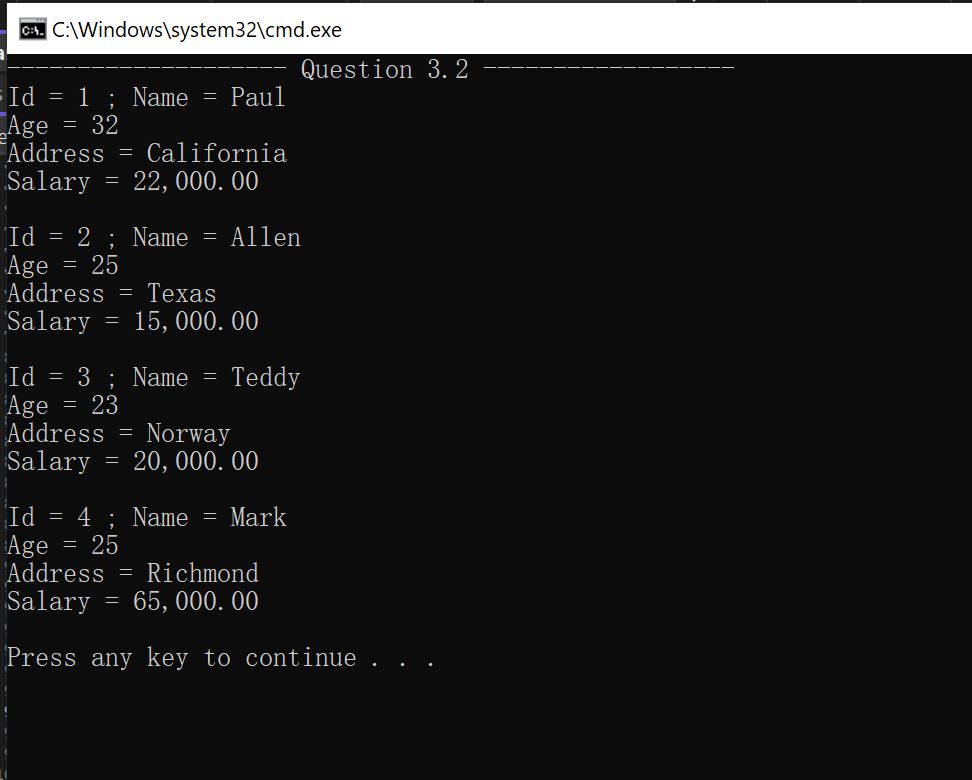 C:\Windows\system32\cmd.exe
-------------------- Question 3.2 ------------------
Id = 1 ; Name = Paul
Age = 32
Address = California
Salary = 22,000.00
Id = 2 ; Name = Allen
Age = 25
Address = Texas
Salary = 15,000.00
Id = 3 ; Name = Teddy
Age = 23
Address = Norway
Salary = 20,000.00
Id = 4 ; Name = Mark
Age = 25
Address = Richmond
Salary = 65,000.00
Press any key to continue . . .